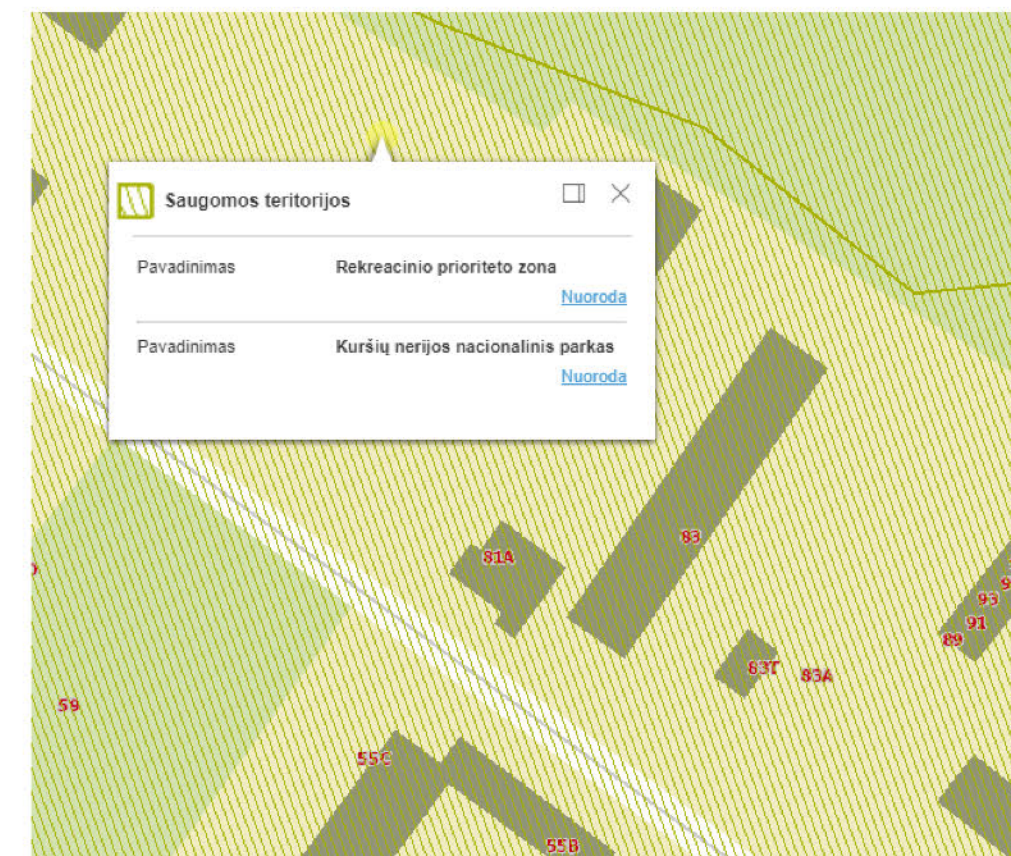 Saugomos teritorijos
Pavadinimas Rekreacinio prioriteto zona
Nuoroda
Pavadinimas Kuršių nerijos nacionalinis parkas
Nuoroda
83
81A
93
91
89
83T 83A
59
55C
55B